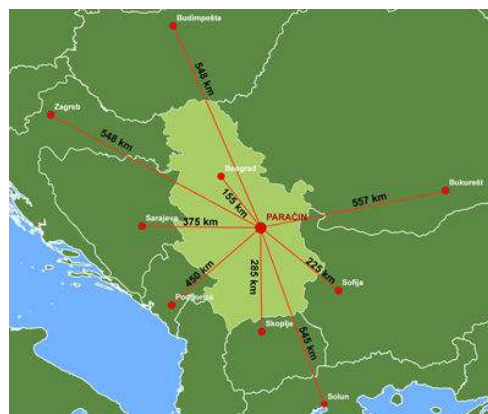 Budimpešta
548 km
Zagreb
548 km
Beograd
155 km
Bukurešt
557 km
PARAĆIN
Sarajevo
375 km
450 km
285 km
225 km
Sofija
Podgorica
Skoplje
545 km
Solun